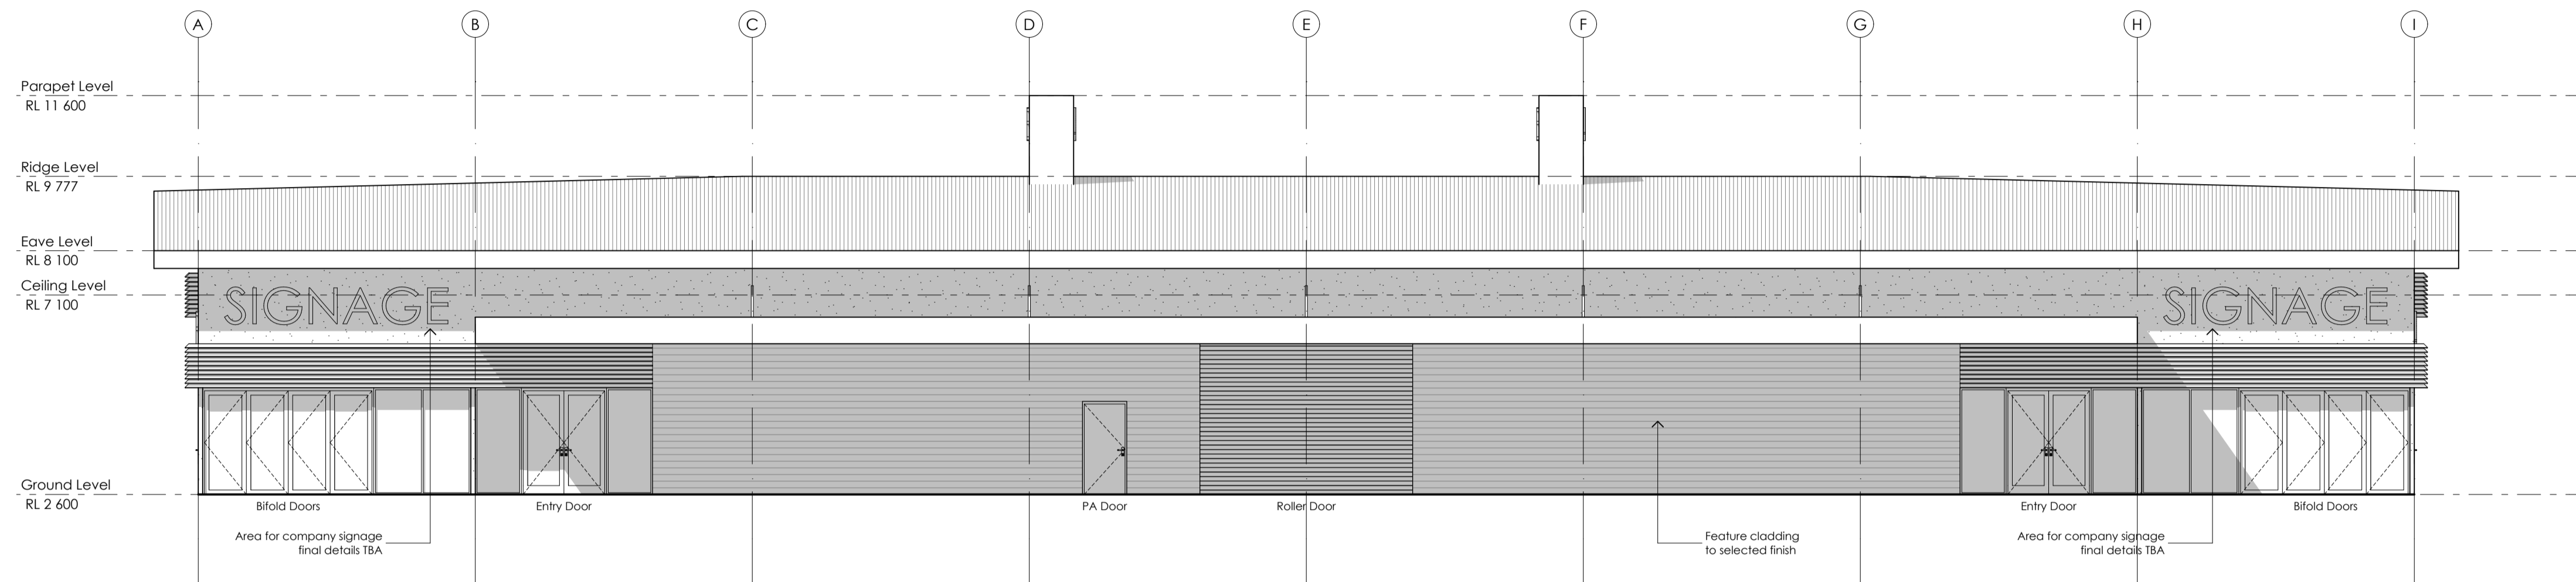 A B C D E F G H I
Parapet Level
RL 11 600
Ridge Level
RL 9 777
Eave Level
RL 8 100
Ceiling Level
RL 7 100
SIGNAGE SIGNAGE
Ground Level
RL 2 600
Bifold Doors Entry Door PA Door Roller Door Entry Door Bifold Doors
Area for company signage
final details TBA
Feature cladding
to selected finish
Area for company signage
final details TBA